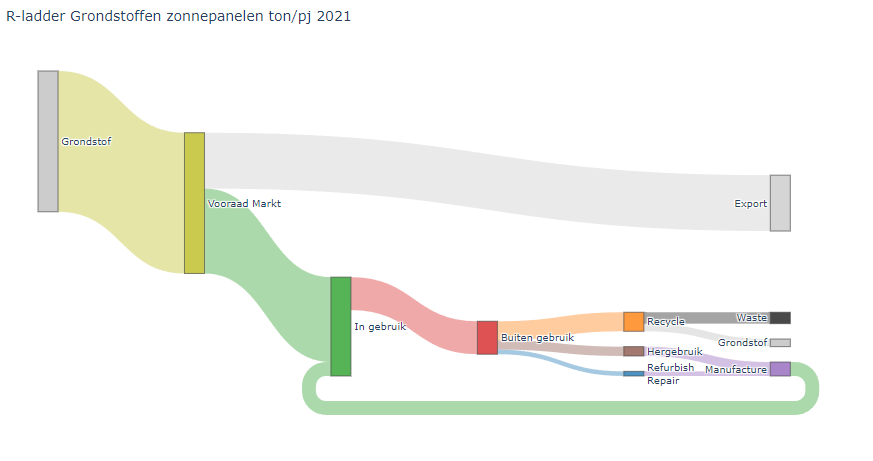 R-ladder Grondstoffen zonnepanelen ton/pj 2021
Grondstof
Vooraad Markt
Export
In gebruik
Buiten gebruik
Recycle
Waste
Grondstof
Hergebruik
Refurbish
Repair
Manufacture